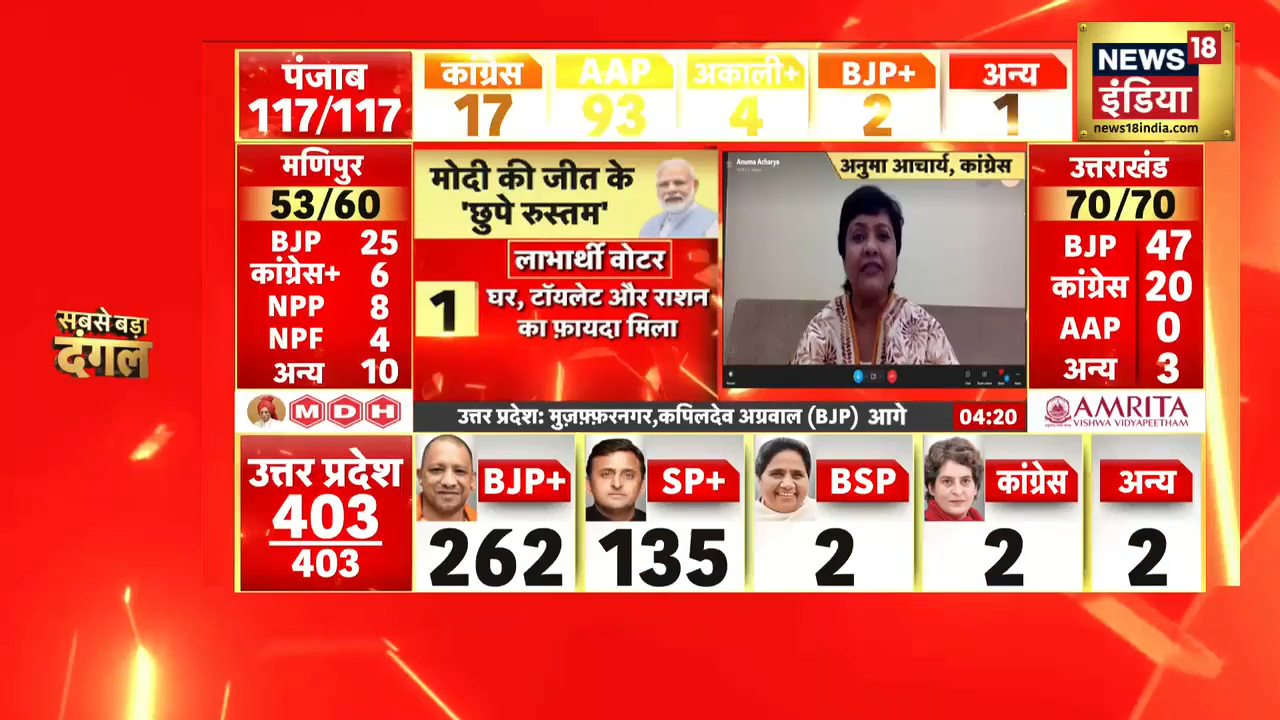 NEWS 18
इंडिया
news18india.com
पंजाब
117/117
कांग्रेस
17
AAP
93
अकाली+
4
BJP+
2
अन्य
1
मणिपुर
53/60
BJP 25
कांग्रेस+ 6
NPP 8
NPF 4
अन्य 10
मोदी की जीत के
'छुपे रुस्तम'
लाभार्थी वोटर
1
घर, टॉयलेट और राशन
का फ़ायदा मिला
Anuma Acharya
अनुमा आचार्य, कांग्रेस
उत्तराखंड
70/70
BJP 47
कांग्रेस 20
AAP 0
अन्य 3
सबसे बड़ा
दंगल
MDH
उत्तर प्रदेश: मुज़फ़्फ़रनगर,कपिलदेव अग्रवाल (BJP) आगे
04:20
AMRITA
VISHWA VIDYAPEETHAM
उत्तर प्रदेश
403
403
BJP+
262
SP+
135
BSP
2
कांग्रेस
2
अन्य
2